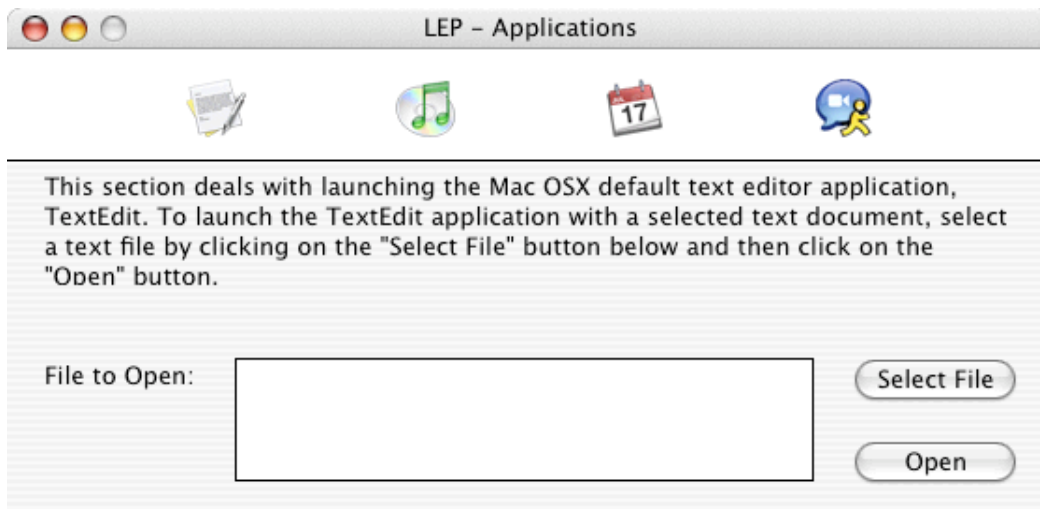 LEP – Applications
17
This section deals with launching the Mac OSX default text editor application,
TextEdit. To launch the TextEdit application with a selected text document, select
a text file by clicking on the "Select File" button below and then click on the
"Open" button.
File to Open:
Select File
Open